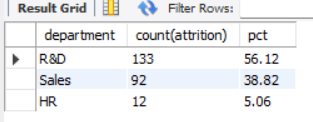 Result Grid Filter Rows:
department count(attrition) pct
R&D 133 56.12
Sales 92 38.82
HR 12 5.06